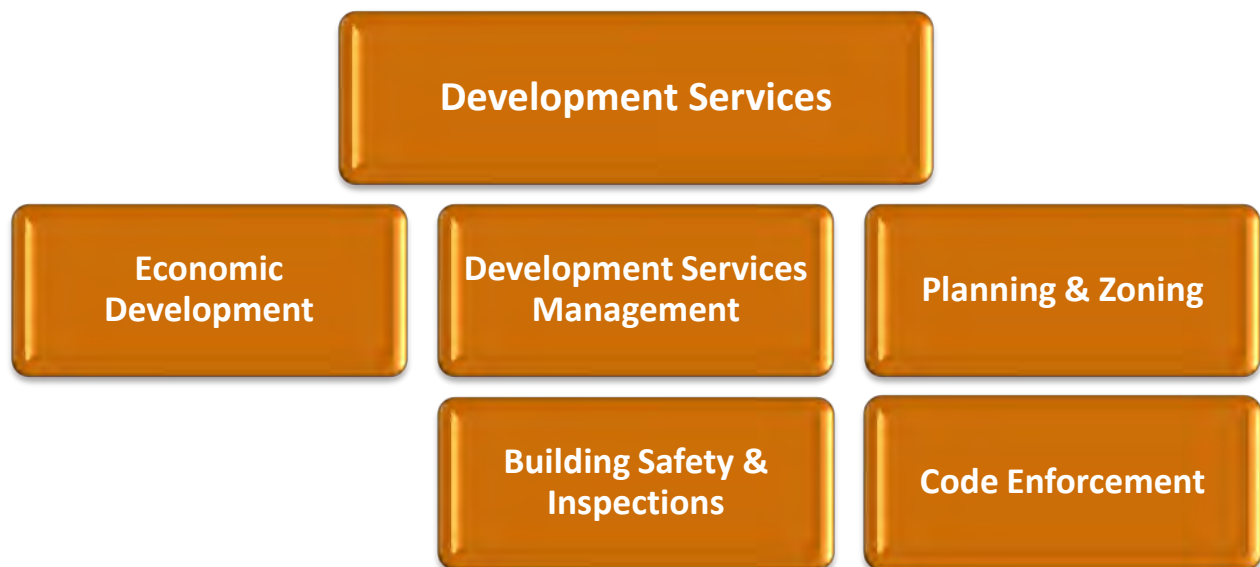 Development Services
Economic
Development
Development Services
Management
Planning & Zoning
Building Safety &
Inspections
Code Enforcement